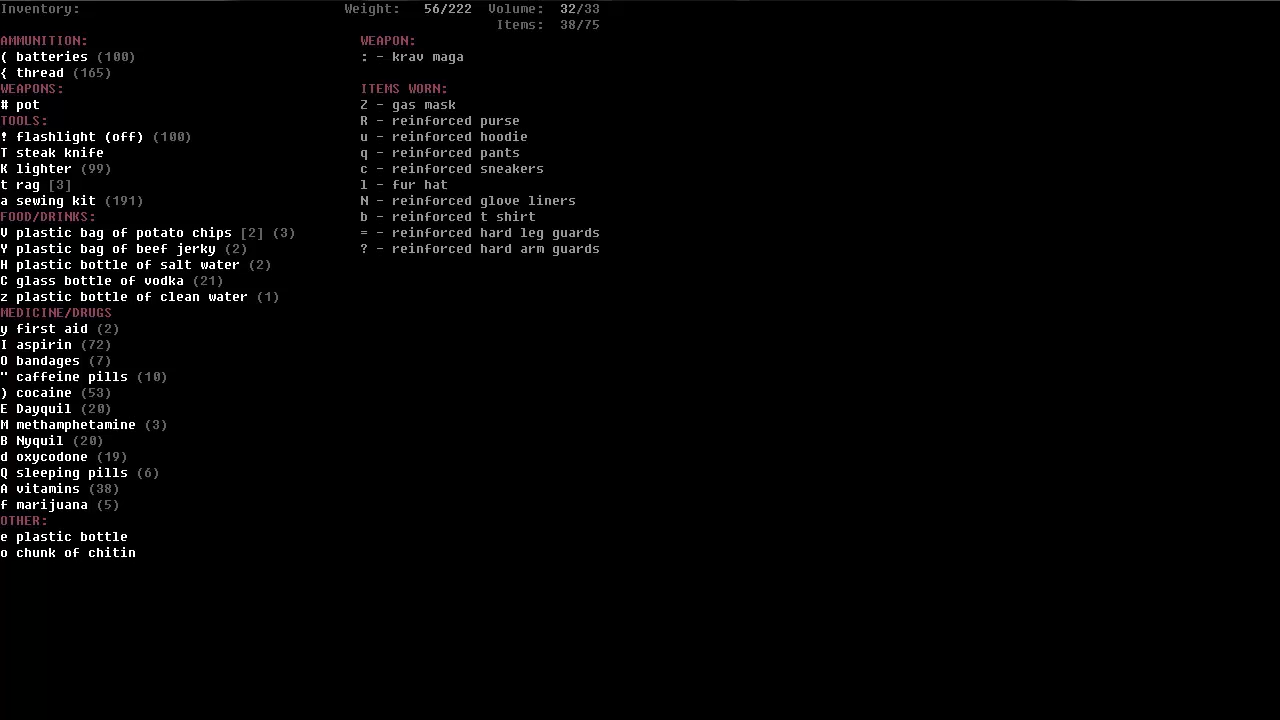 Inventory: Weight: 56/222 Volume: 32/33
Items: 38/75
AMMUNITION:
( batteries (100)
{ thread (165)
WEAPONS:
# pot
TOOLS:
! flashlight (off) (100)
T steak knife
K lighter (99)
t rag [3]
a sewing kit (191)
FOOD/DRINKS:
V plastic bag of potato chips [2] (3)
Y plastic bag of beef jerky (2)
H plastic bottle of salt water (2)
C glass bottle of vodka (21)
z plastic bottle of clean water (1)
MEDICINE/DRUGS
y first aid (2)
I aspirin (72)
O bandages (7)
" caffeine pills (10)
) cocaine (53)
E Dayquil (20)
M methamphetamine (3)
B Nyquil (20)
d oxycodone (19)
Q sleeping pills (6)
A vitamins (38)
f marijuana (5)
OTHER:
e plastic bottle
o chunk of chitin
WEAPON:
: - krav maga
ITEMS WORN:
Z - gas mask
R - reinforced purse
u - reinforced hoodie
q - reinforced pants
c - reinforced sneakers
l - fur hat
N - reinforced glove liners
b - reinforced t shirt
= - reinforced hard leg guards
? - reinforced hard arm guards